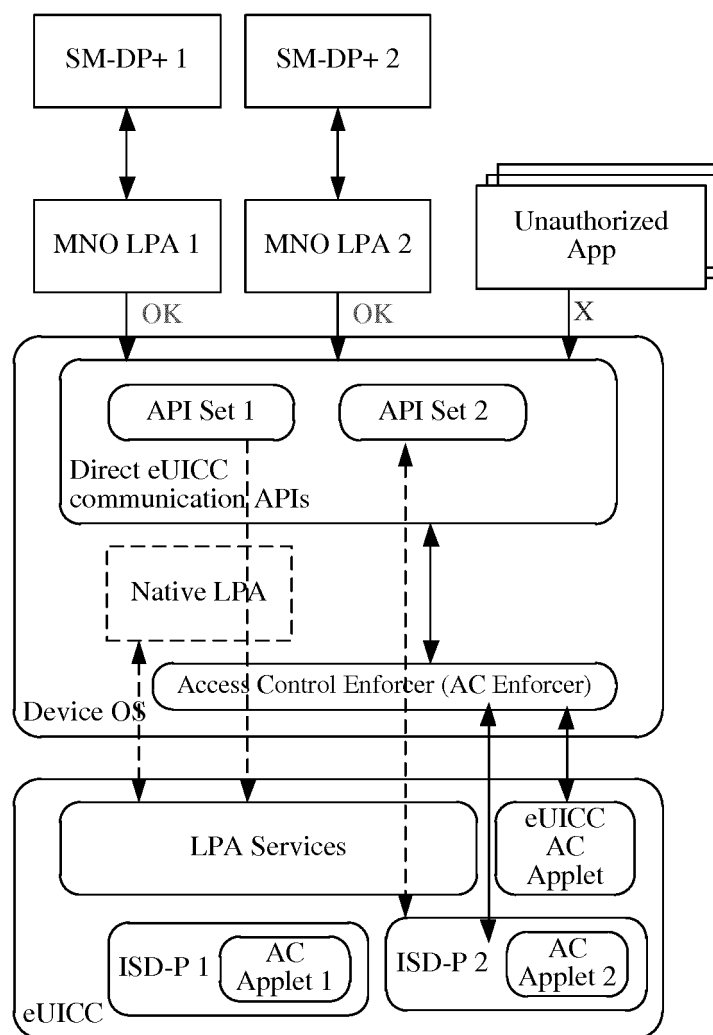 SM-DP+ 1
SM-DP+ 2
MNO LPA 1
MNO LPA 2
Unauthorized
App
OK
OK
X
API Set 1
API Set 2
Direct eUICC
communication APIs
Native LPA
Access Control Enforcer (AC Enforcer)
Device OS
LPA Services
eUICC
AC
Applet
ISD-P 1
AC
Applet 1
ISD-P 2
AC
Applet 2
eUICC